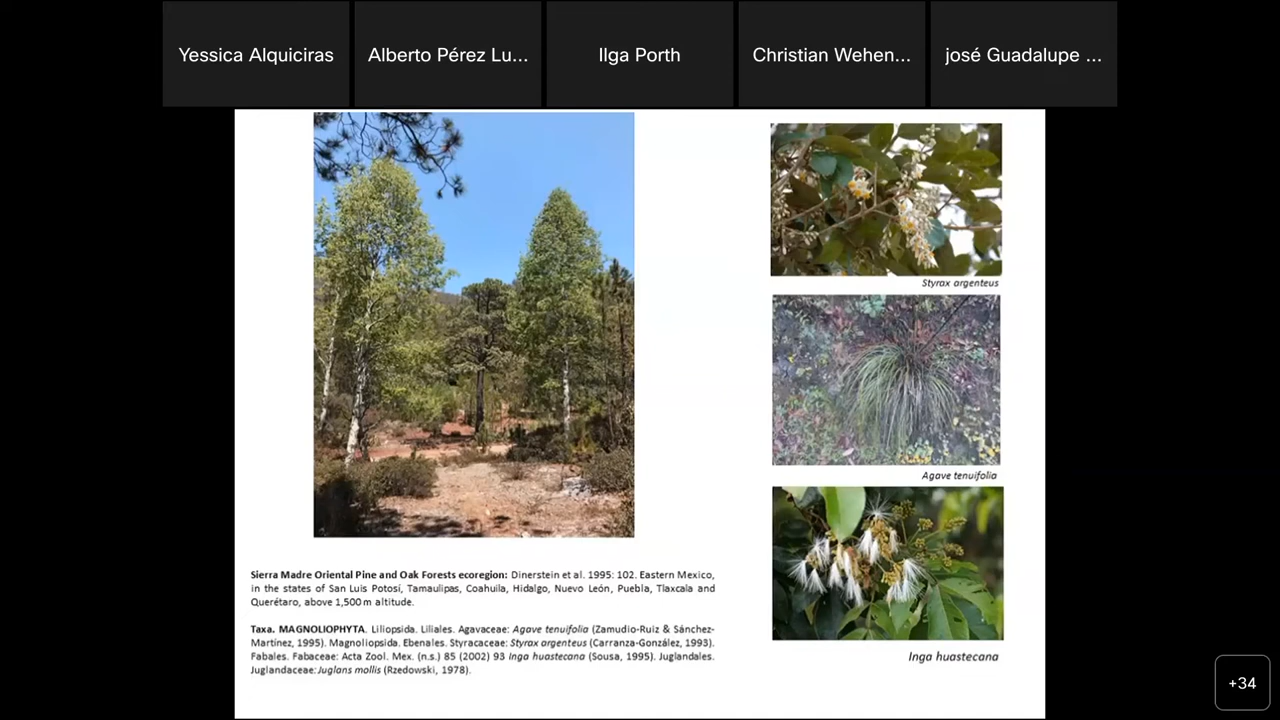 Yessica Alquiciras
Alberto Pérez Lu...
Ilga Porth
Christian Wehen...
josé Guadalupe ...
Styrax argenteus
Agave tenuifolia
Inga huastecana
Sierra Madre Oriental Pine and Oak Forests ecoregion: Dinerstein et al. 1995: 102. Eastern Mexico,
in the states of San Luis Potosí, Tamaulipas, Coahuila, Hidalgo, Nuevo León, Puebla, Tlaxcala and
Querétaro, above 1,500 m altitude.
Taxa. MAGNOLIOPHYTA. Liliopsida. Liliales. Agavaceae: Agave tenuifolia (Zamudio-Ruiz & Sánchez-
Martínez, 1995). Magnoliopsida. Ebenales. Styracaceae: Styrax argenteus (Carranza-González, 1993).
Fabales. Fabaceae: Acta Zool. Mex. (n.s.) 85 (2002) 93 Inga huastecana (Sousa, 1995). Juglandales.
Juglandaceae: Juglans mollis (Rzedowski, 1978).
+34